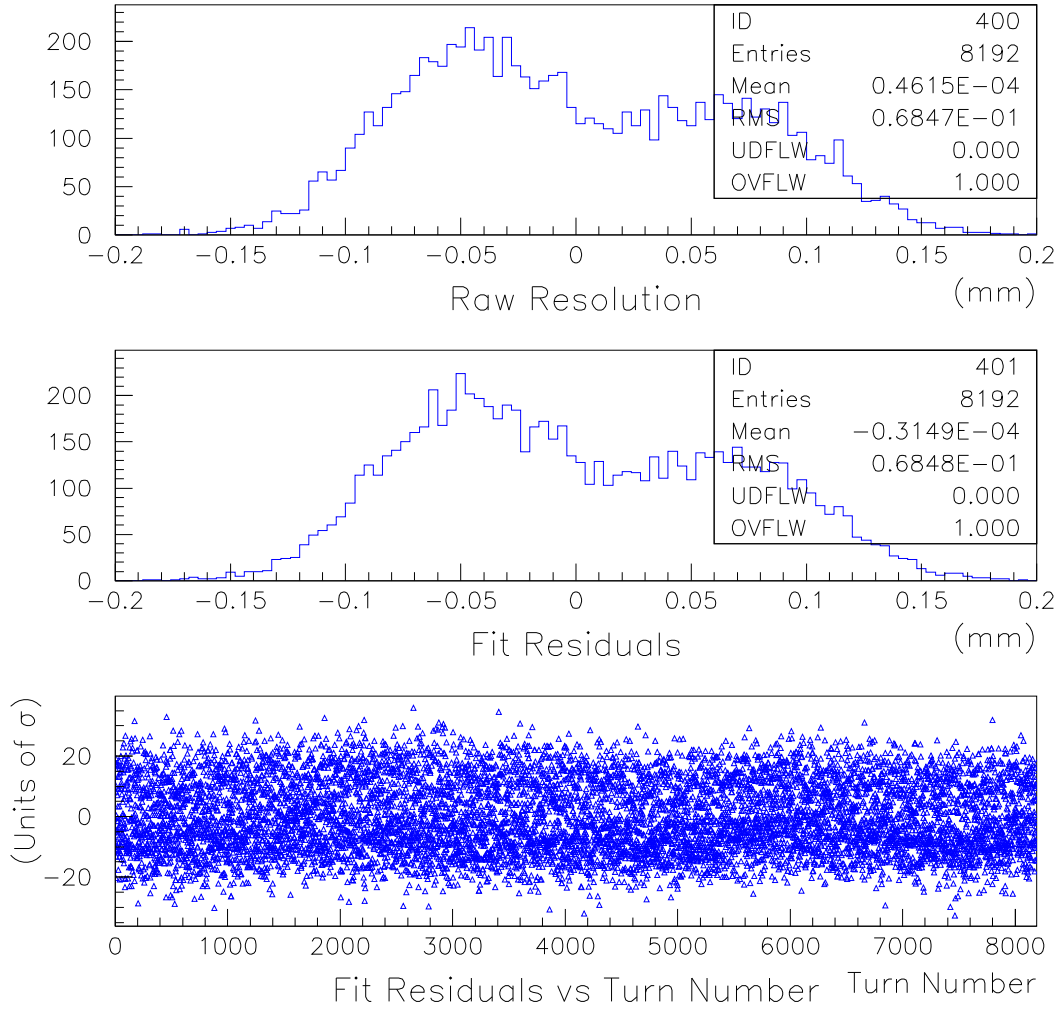 ID 400
Entries 8192
Mean 0.4615E-04
RMS 0.6847E-01
UDFLW 0.000
OVFLW 1.000
200
150
100
50
0
−0.2 −0.15 −0.1 −0.05 0 0.05 0.1 0.15 0.2
Raw Resolution (mm)
ID 401
Entries 8192
Mean −0.3149E−04
RMS 0.6848E−01
UDFLW 0.000
OVFLW 1.000
200
150
100
50
0
−0.2 −0.15 −0.1 −0.05 0 0.05 0.1 0.15 0.2
Fit Residuals (mm)
(Units of σ)
20
0
−20
0 1000 2000 3000 4000 5000 6000 7000 8000
Fit Residuals vs Turn Number Turn Number